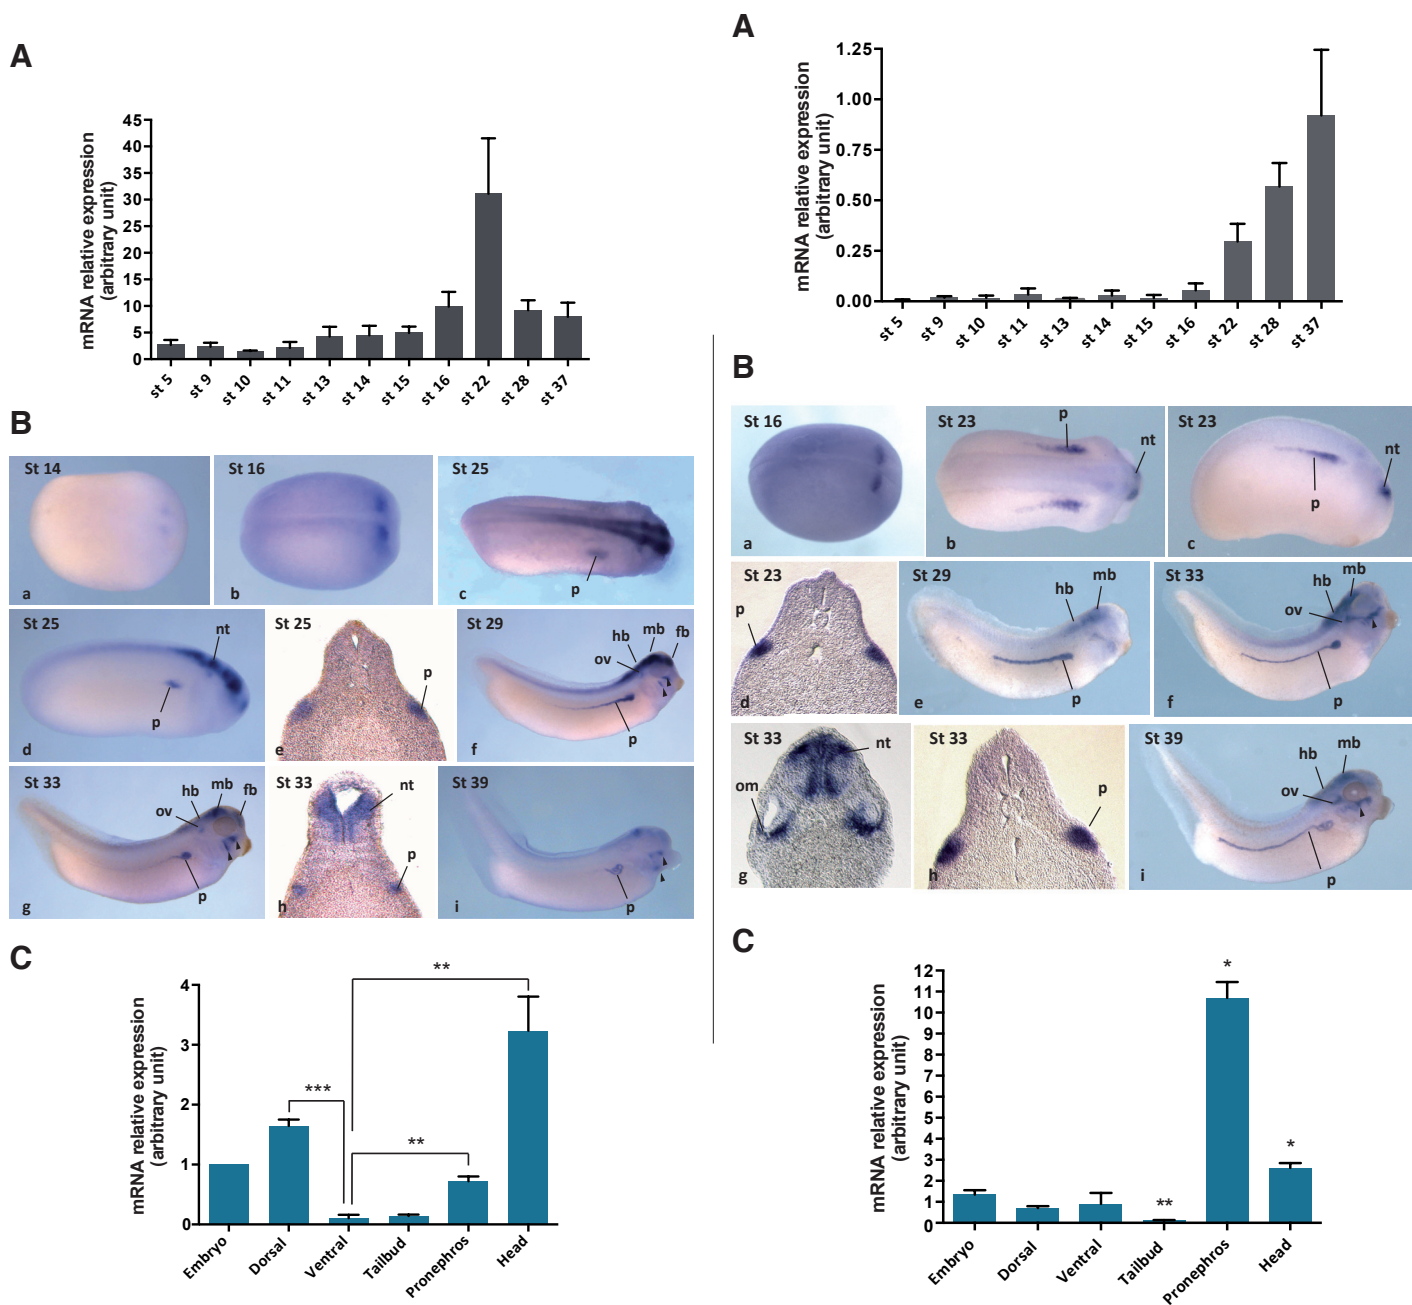 A
mRNA relative expression
(arbitrary unit)
45
40
35
30
25
20
15
10
5
0
st 5
st 9
st 10
st 11
st 13
st 14
st 15
st 16
st 22
st 28
st 37
B
St 14
a
St 16
b
St 25
p
c
St 25
nt
p
d
St 25
p
e
St 29
hb
mb
fb
ov
p
f
St 33
hb
mb
fb
ov
p
g
St 33
nt
p
h
St 39
p
i
C
mRNA relative expression
(arbitrary unit)
4
3
2
1
0
***
**
**
Embryo
Dorsal
Ventral
Tailbud
Pronephros
Head
A
mRNA relative expression
(arbitrary unit)
1.25
1.00
0.75
0.50
0.25
0.00
st 5
st 9
st 10
st 11
st 13
st 14
st 15
st 16
st 22
st 28
st 37
B
St 16
a
St 23
p
nt
b
St 23
nt
p
c
St 23
p
d
St 29
hb
mb
p
e
St 33
hb
mb
ov
p
f
St 33
nt
om
g
St 33
p
h
St 39
hb
mb
ov
p
i
C
mRNA relative expression
(arbitrary unit)
12
11
10
9
8
7
6
5
4
3
2
1
0
**
*
*
Embryo
Dorsal
Ventral
Tailbud
Pronephros
Head